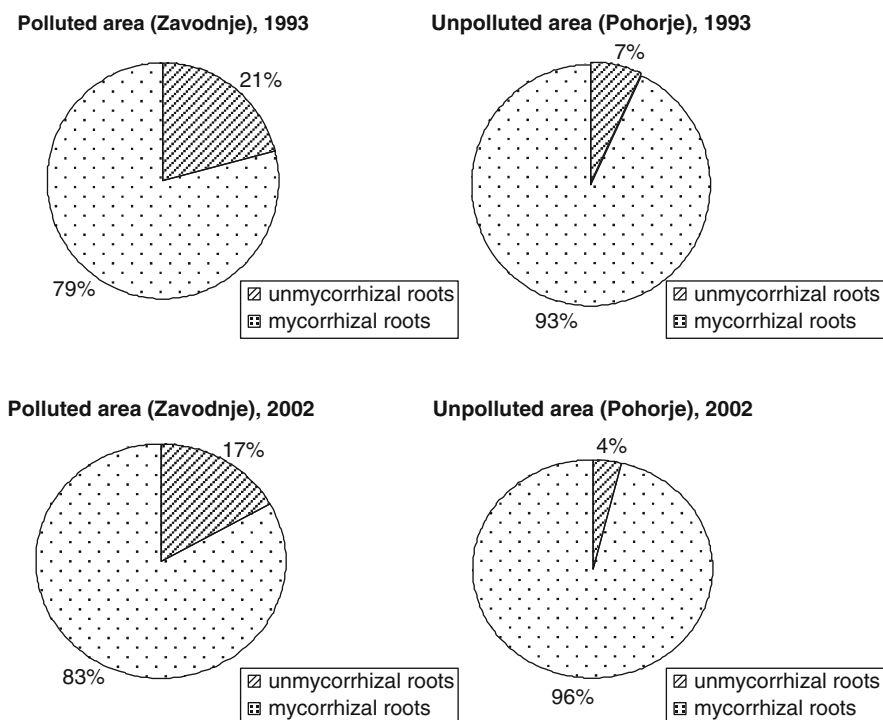 Polluted area (Zavodnje), 1993
21%
79%
unmycorrhizal roots
mycorrhizal roots
Unpolluted area (Pohorje), 1993
7%
93%
unmycorrhizal roots
mycorrhizal roots
Polluted area (Zavodnje), 2002
17%
83%
unmycorrhizal roots
mycorrhizal roots
Unpolluted area (Pohorje), 2002
4%
96%
unmycorrhizal roots
mycorrhizal roots